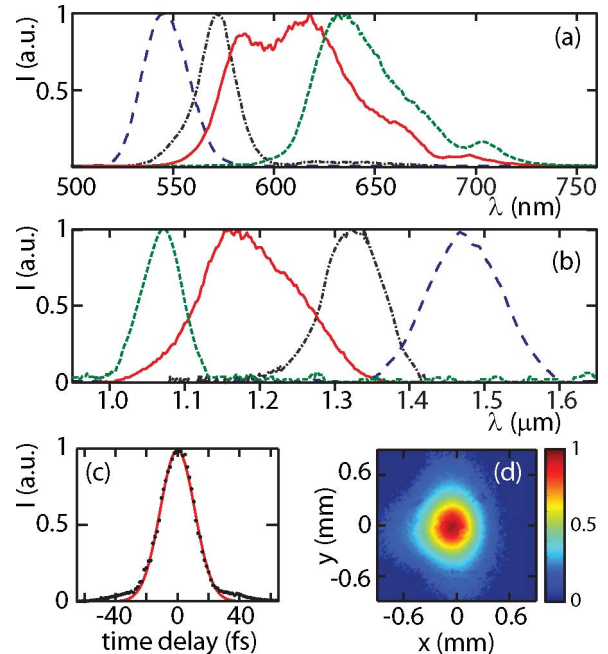 I (a.u.)
1
0.5
(a)
500 550 600 650 700
λ (nm)
I (a.u.)
1
0.5
0
(b)
1.0 1.1 1.2 1.3 1.4 1.5 1.6
λ (μm)
I (a.u.)
1
0.5
0
(c)
-40 0 40
time delay (fs)
y (mm)
0.6
0
-0.6
(d)
-0.6 0 0.6
x (mm)
1
0.5
0